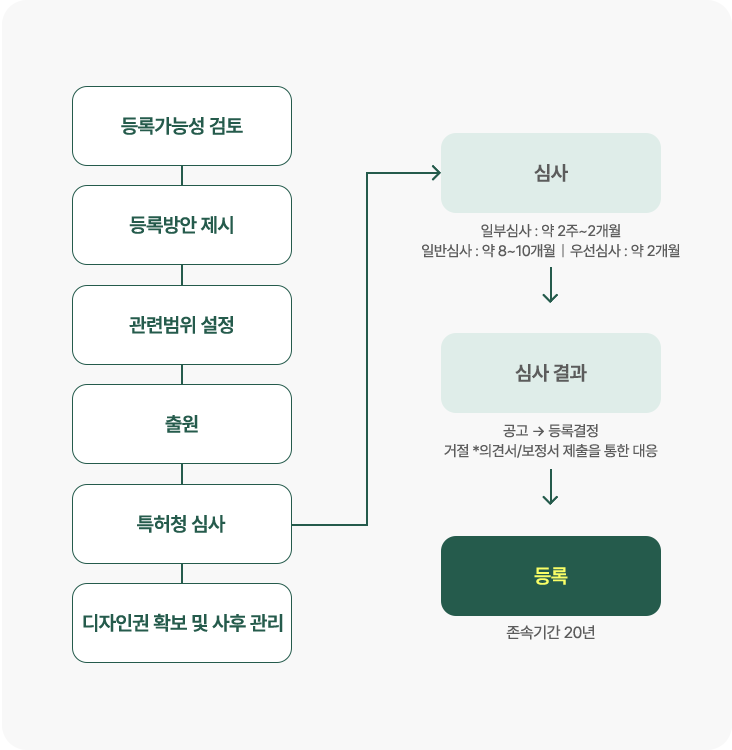 등록가능성 검토
등록방안 제시
관련범위 설정
출원
특허청 심사
디자인권 확보 및 사후 관리
심사
일부심사 : 약 2주~2개월
일반심사 : 약 8~10개월 | 우선심사 : 약 2개월
심사 결과
공고 → 등록결정
거절 *의견서/보정서 제출을 통한 대응
등록
존속기간 20년